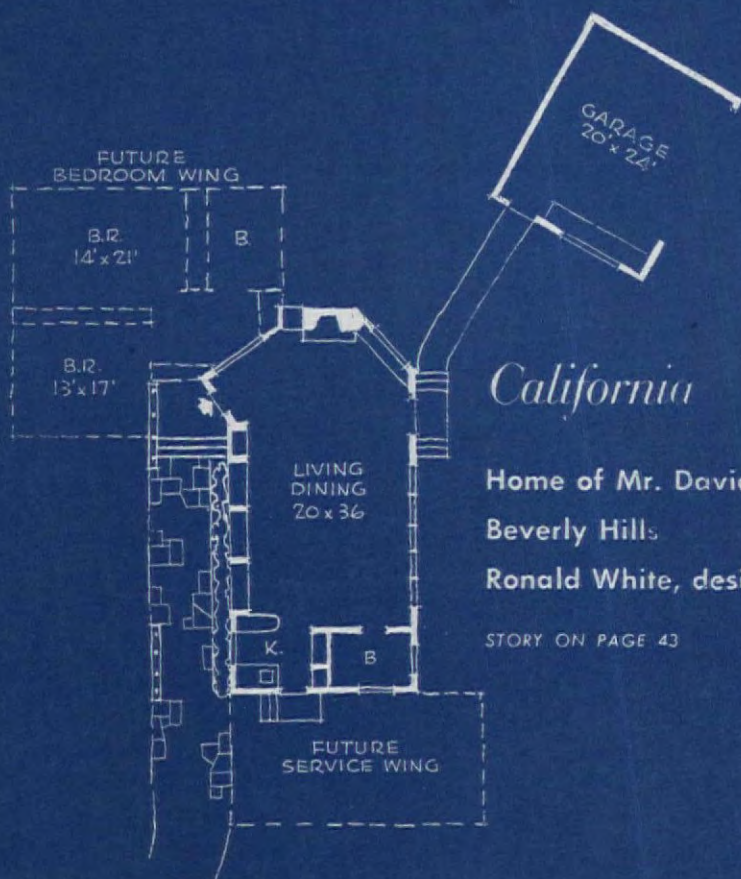 GARAGE
20' x 24'
FUTURE
BEDROOM WING
B.R.
14' x 21'
B.
B.R.
13' x 17'
California
LIVING
DINING
20 x 36
Home of Mr. David
Beverly Hills
Ronald White, desi
STORY ON PAGE 43
K.
B
FUTURE
SERVICE WING